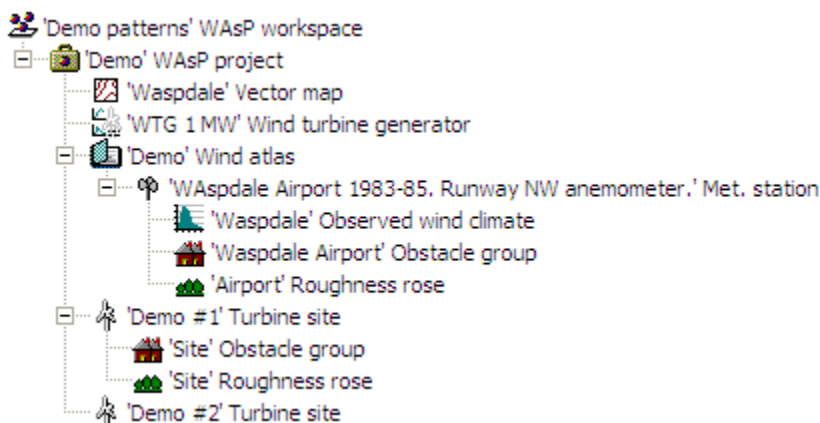 'Demo patterns' WAsP workspace
'Demo' WAsP project
'Waspdale' Vector map
'WTG 1 MW' Wind turbine generator
'Demo' Wind atlas
'WAspdale Airport 1983-85. Runway NW anemometer.' Met. station
'Waspdale' Observed wind climate
'Waspdale Airport' Obstacle group
'Airport' Roughness rose
'Demo #1' Turbine site
'Site' Obstacle group
'Site' Roughness rose
'Demo #2' Turbine site